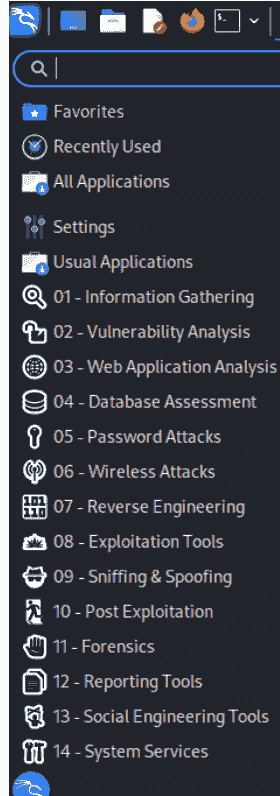 $-
Favorites
Recently Used
All Applications
Settings
Usual Applications
01 - Information Gathering
02 - Vulnerability Analysis
03 - Web Application Analysis
04 - Database Assessment
05 - Password Attacks
06 - Wireless Attacks
07 - Reverse Engineering
08 - Exploitation Tools
09 - Sniffing & Spoofing
10 - Post Exploitation
11 - Forensics
12 - Reporting Tools
13 - Social Engineering Tools
14 - System Services